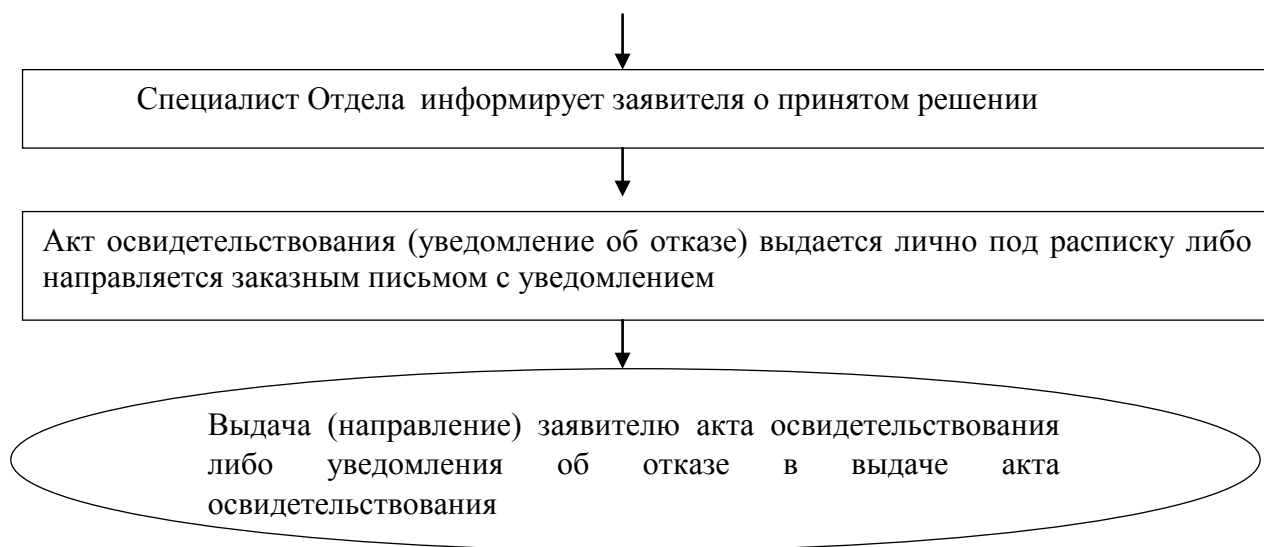 Специалист Отдела информирует заявителя о принятом решении
Акт освидетельствования (уведомление об отказе) выдается лично под расписку либо
направляется заказным письмом с уведомлением
Выдача (направление) заявителю акта освидетельствования
либо уведомления об отказе в выдаче акта
освидетельствования